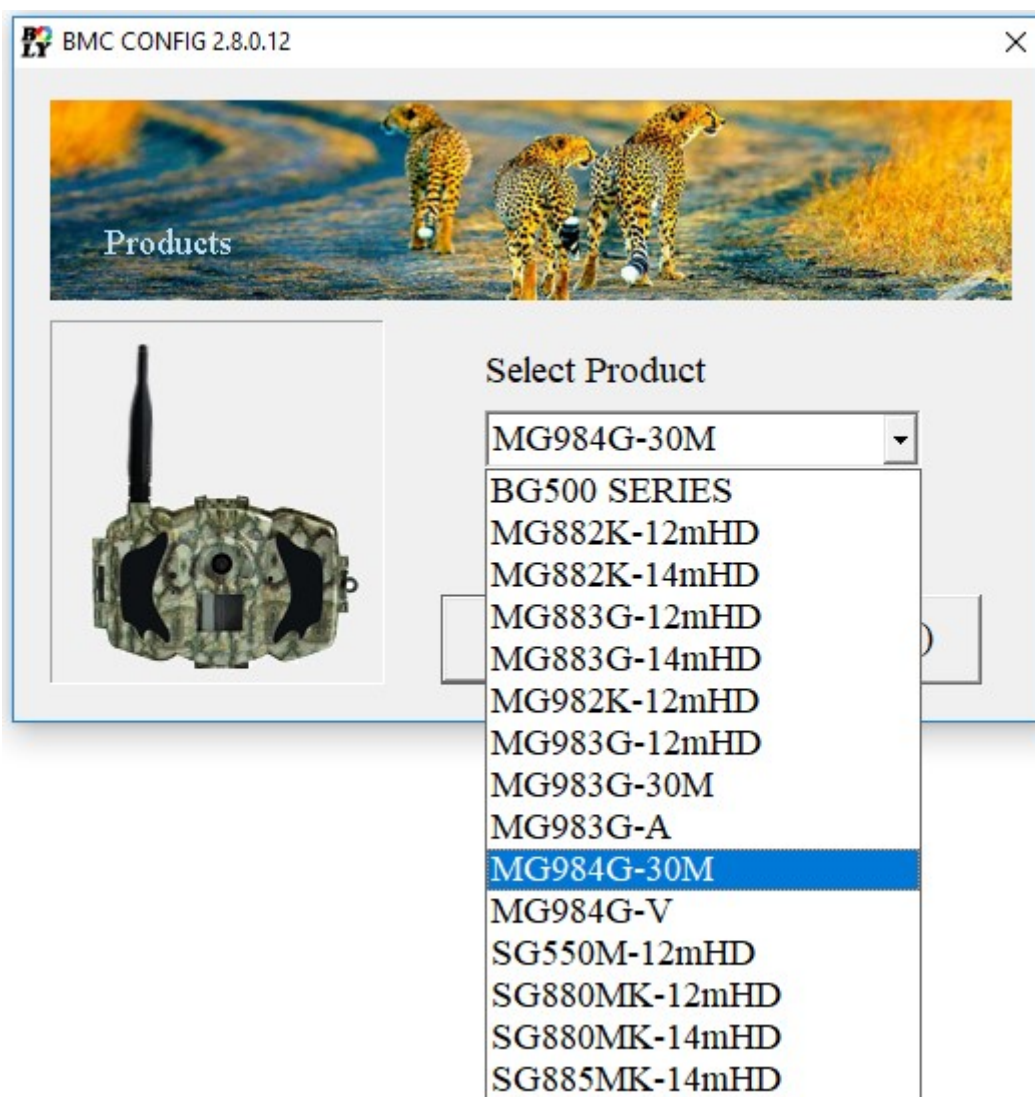 BOLY BMC CONFIG 2.8.0.12
Products
Select Product
MG984G-30M
BG500 SERIES
MG882K-12mHD
MG882K-14mHD
MG883G-12mHD
MG883G-14mHD
MG982K-12mHD
MG983G-12mHD
MG983G-30M
MG983G-A
MG984G-30M
MG984G-V
SG550M-12mHD
SG880MK-12mHD
SG880MK-14mHD
SG885MK-14mHD
)